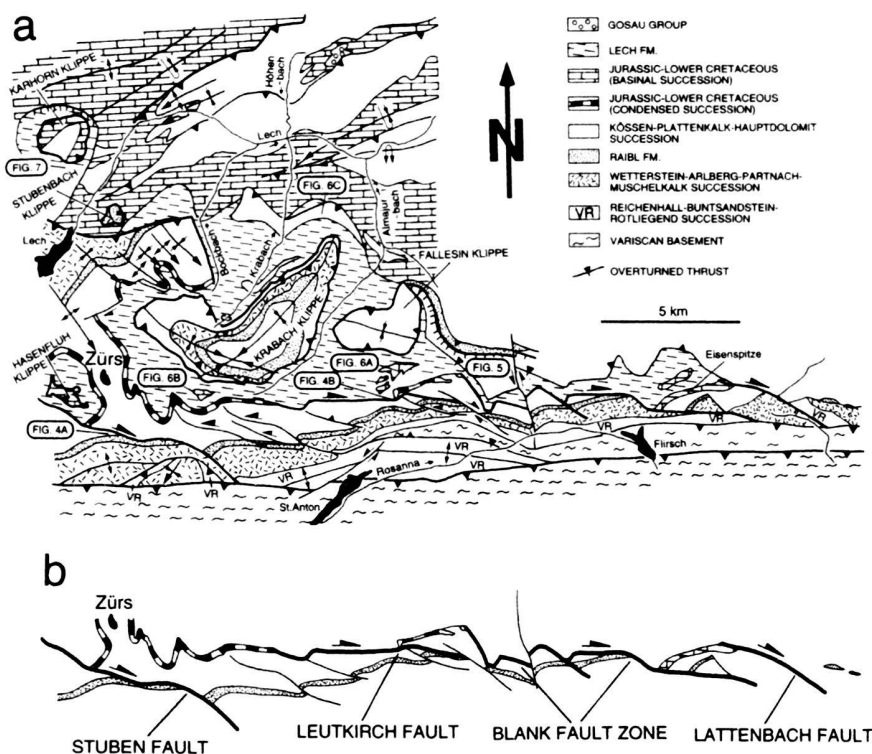 a
GOSAU GROUP
LECH FM.
JURASSIC-LOWER CRETACEOUS
(BASINAL SUCCESSION)
JURASSIC-LOWER CRETACEOUS
(CONDENSED SUCCESSION)
KÖSSEN-PLATTENKALK-HAUPTDOLOMIT
SUCCESSION
RAIBL FM.
WETTERSTEIN-ARLBERG-PARTNACH-
MUSCHELKALK SUCCESSION
VR
REICHENHALL-BUNTSANDSTEIN-
ROTLIEGEND SUCCESSION
VARISCAN BASEMENT
OVERTURNED THRUST
N
5 km
KARHORN KLIPPE
Höhen
-bach
Lech
FIG. 7
STUBENBACH
KLIPPE
FIG. 6C
Almajur
bach
Lech
Bockbach
Krabach
FALLESIN KLIPPE
KRABACH KLIPPE
HASENFLUH
KLIPPE
Zürs
FIG. 6B
FIG. 6A
FIG. 4B
FIG. 5
Eisenspitze
FIG. 4A
VR
VR
VR
VR
VR
VR
VR
VR
VR
VR
Flirsch
Rosanna
St.Anton
b
Zürs
STUBEN FAULT
LEUTKIRCH FAULT
BLANK FAULT ZONE
LATTENBACH FAULT